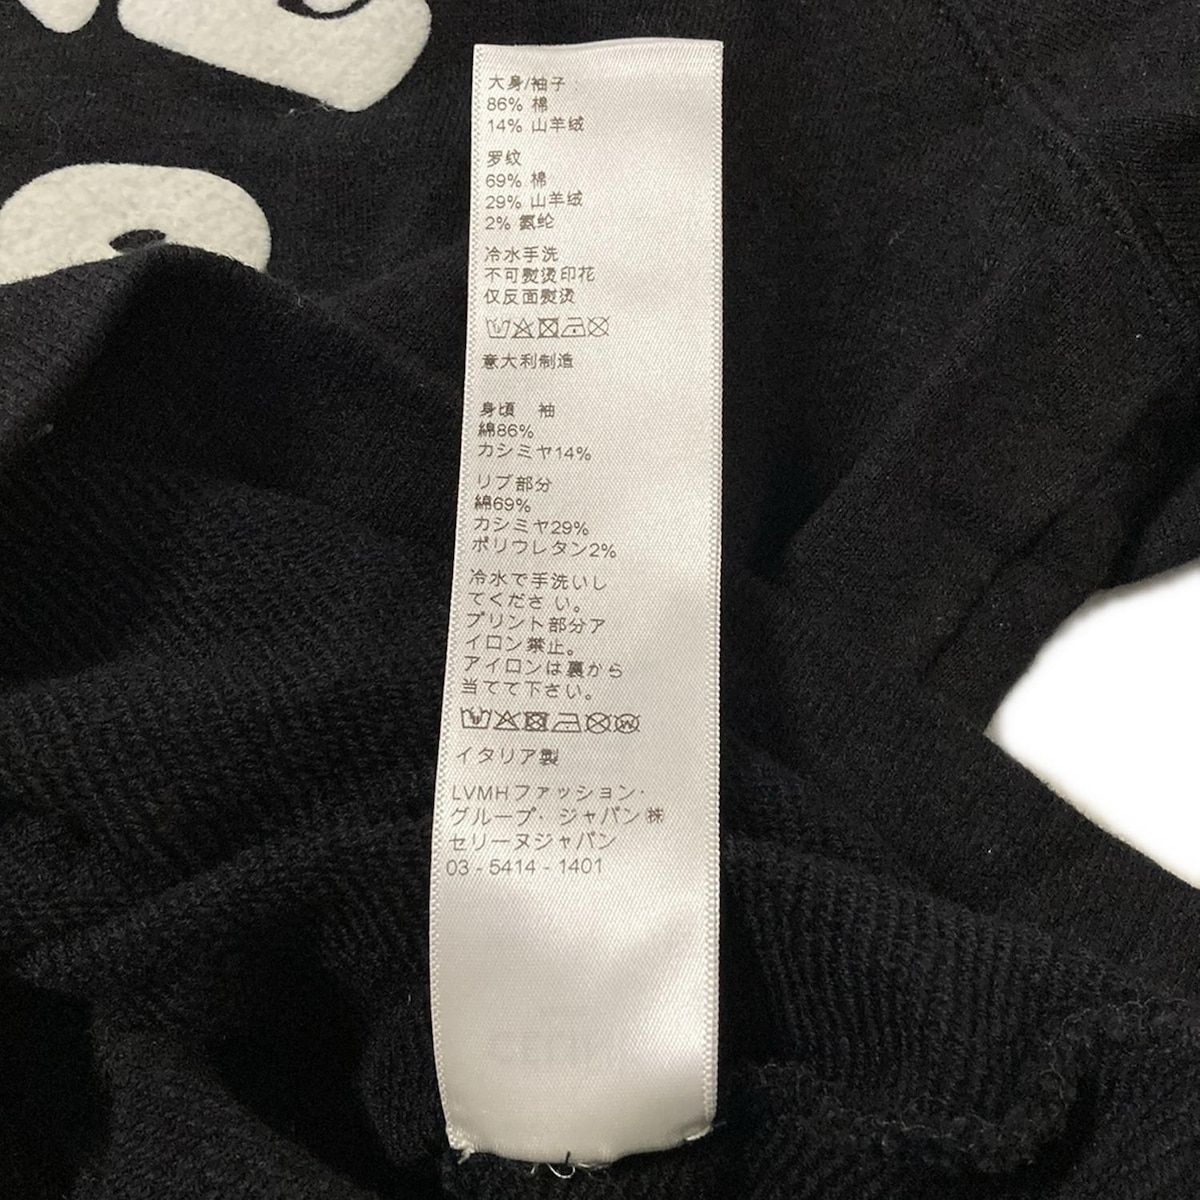 大身/袖子:
86% 棉
14% 山羊绒
罗纹
69% 棉
29% 山羊绒
2% 氨纶
冷水手洗
不可熨烫印花
仅反面熨烫
意大利制造
身頃 袖
綿86%
カシミヤ14%
リブ部分
綿69%
カシミヤ29%
ポリウレタン2%
冷水で手洗いし
てください。
プリント部分ア
イロン禁止。
アイロンは裏から
当てて下さい。
イタリア製
LVMHファッション・
グループ・ジャパン㈱
セリーヌジャパン
03 - 5414 - 1401